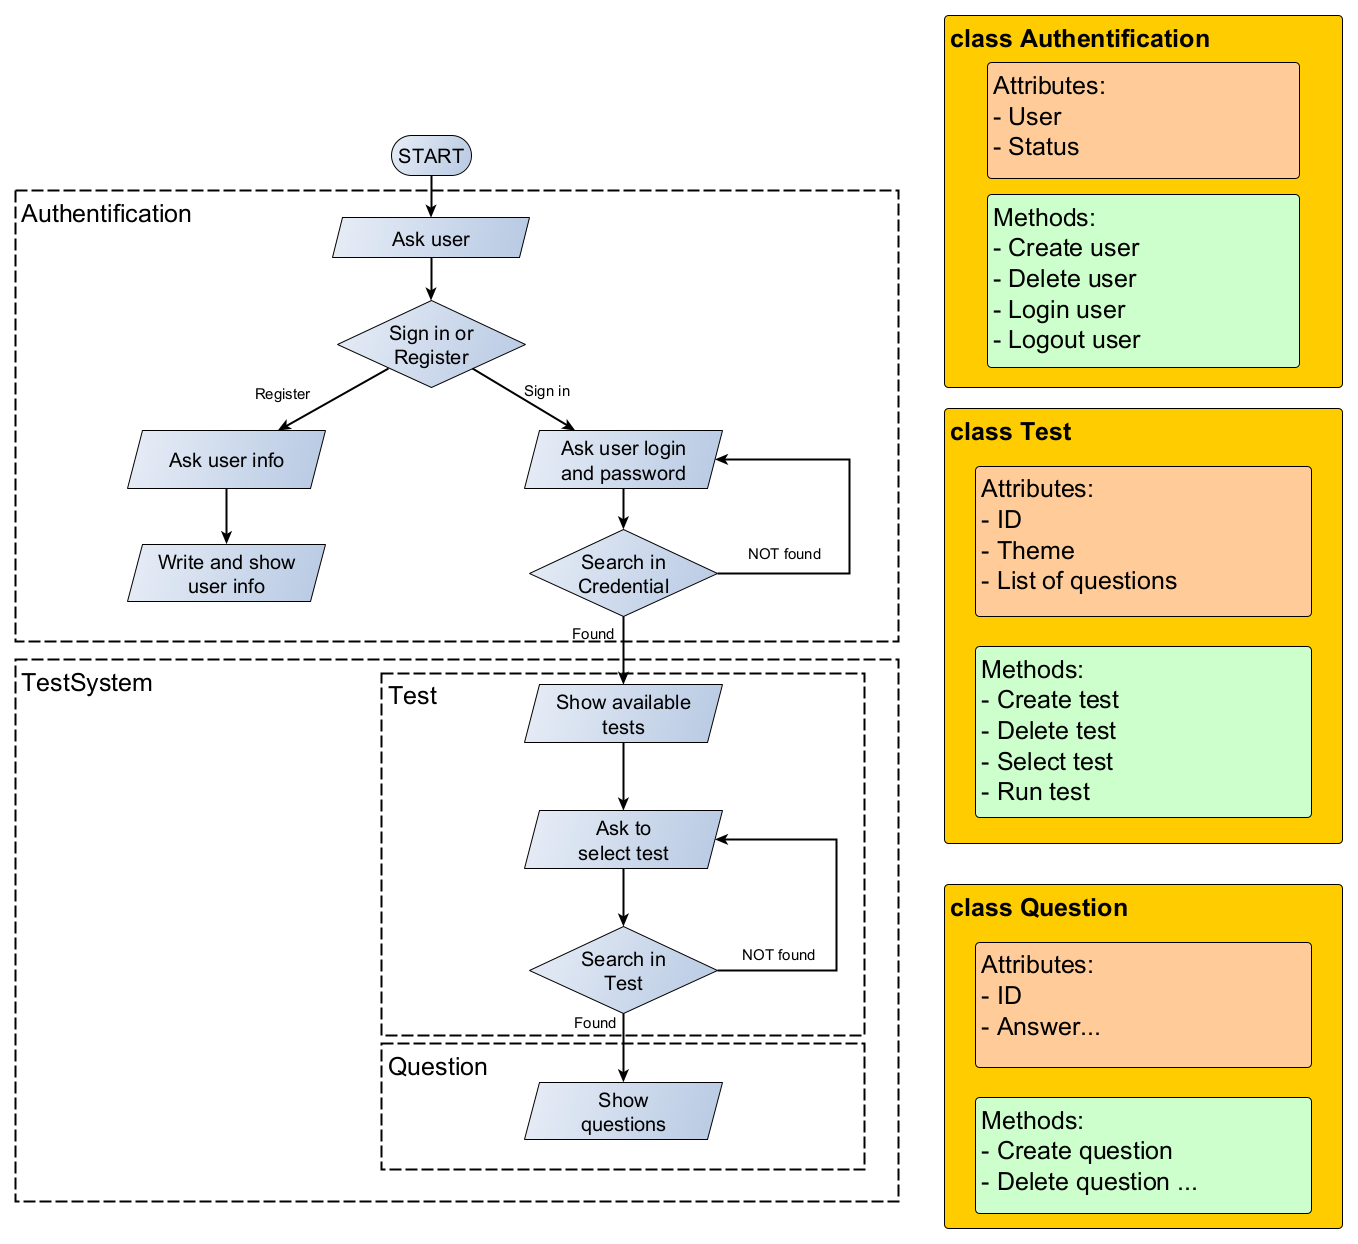 START
Authentification
Ask user
Sign in or
Register
Register
Sign in
Ask user info
Ask user login
and password
Write and show
user info
Search in
Credential
NOT found
Found
TestSystem
Test
Show available
tests
Ask to
select test
Search in
Test
NOT found
Found
Question
Show
questions
class Authentification
Attributes:
- User
- Status
Methods:
- Create user
- Delete user
- Login user
- Logout user
class Test
Attributes:
- ID
- Theme
- List of questions
Methods:
- Create test
- Delete test
- Select test
- Run test
class Question
Attributes:
- ID
- Answer...
Methods:
- Create question
- Delete question ...